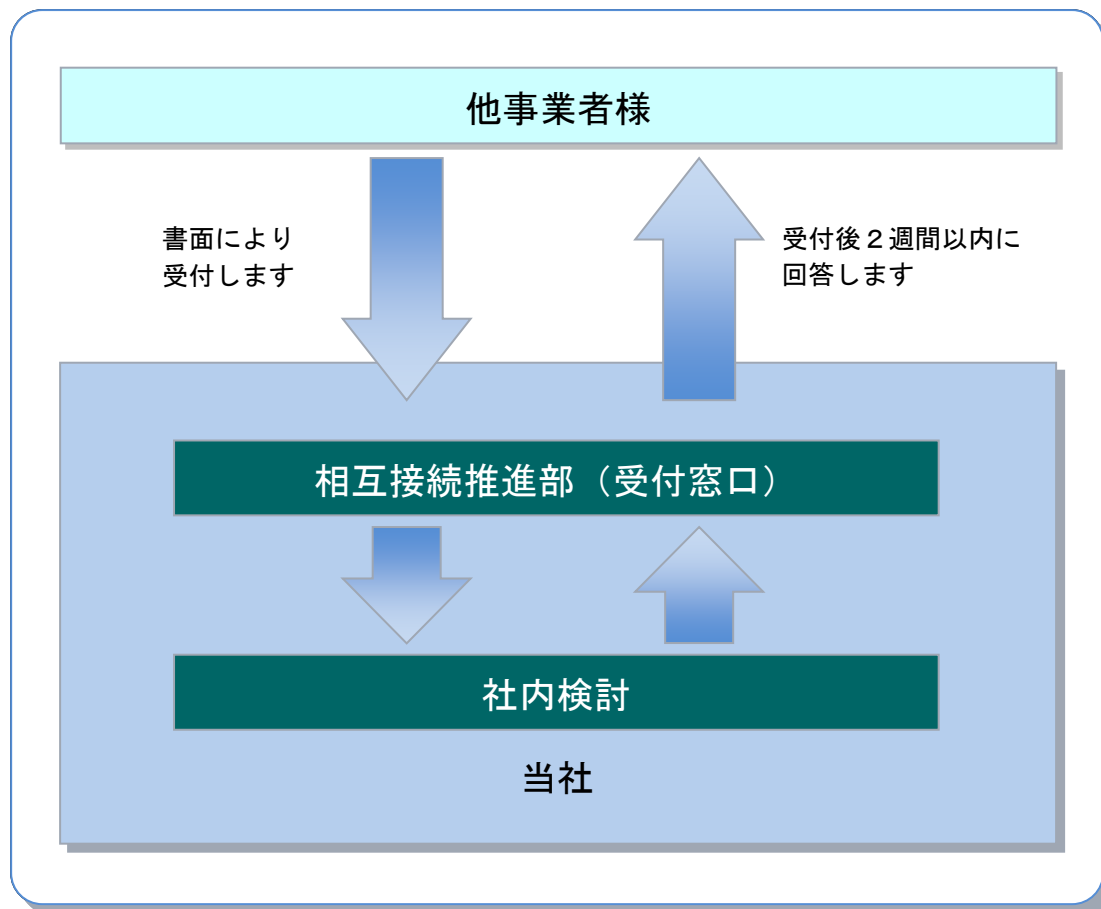 他事業者様
書面により
受付します
受付後２週間以内に
回答します
相互接続推進部（受付窓口）
社内検討
当社